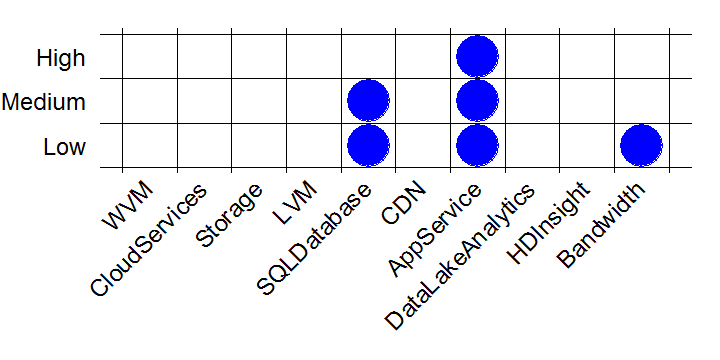 High
Medium
Low
WVM
CloudServices
Storage
LVM
SQLDatabase
CDN
AppService
DataLakeAnalytics
HDInsight
Bandwidth